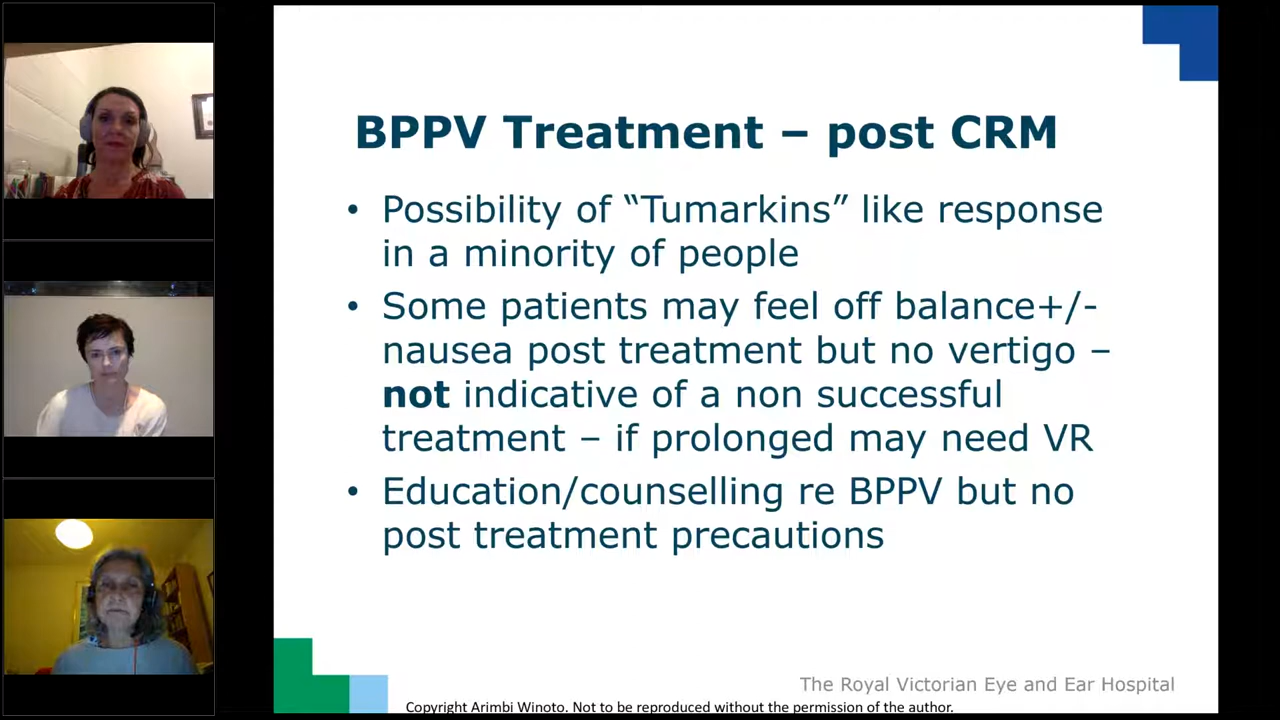 BPPV Treatment – post CRM
• Possibility of “Tumarkins” like response
in a minority of people
• Some patients may feel off balance+/-
nausea post treatment but no vertigo –
not indicative of a non successful
treatment – if prolonged may need VR
• Education/counselling re BPPV but no
post treatment precautions
The Royal Victorian Eye and Ear Hospital
Copyright Arimbi Winoto. Not to be reproduced without the permission of the author.